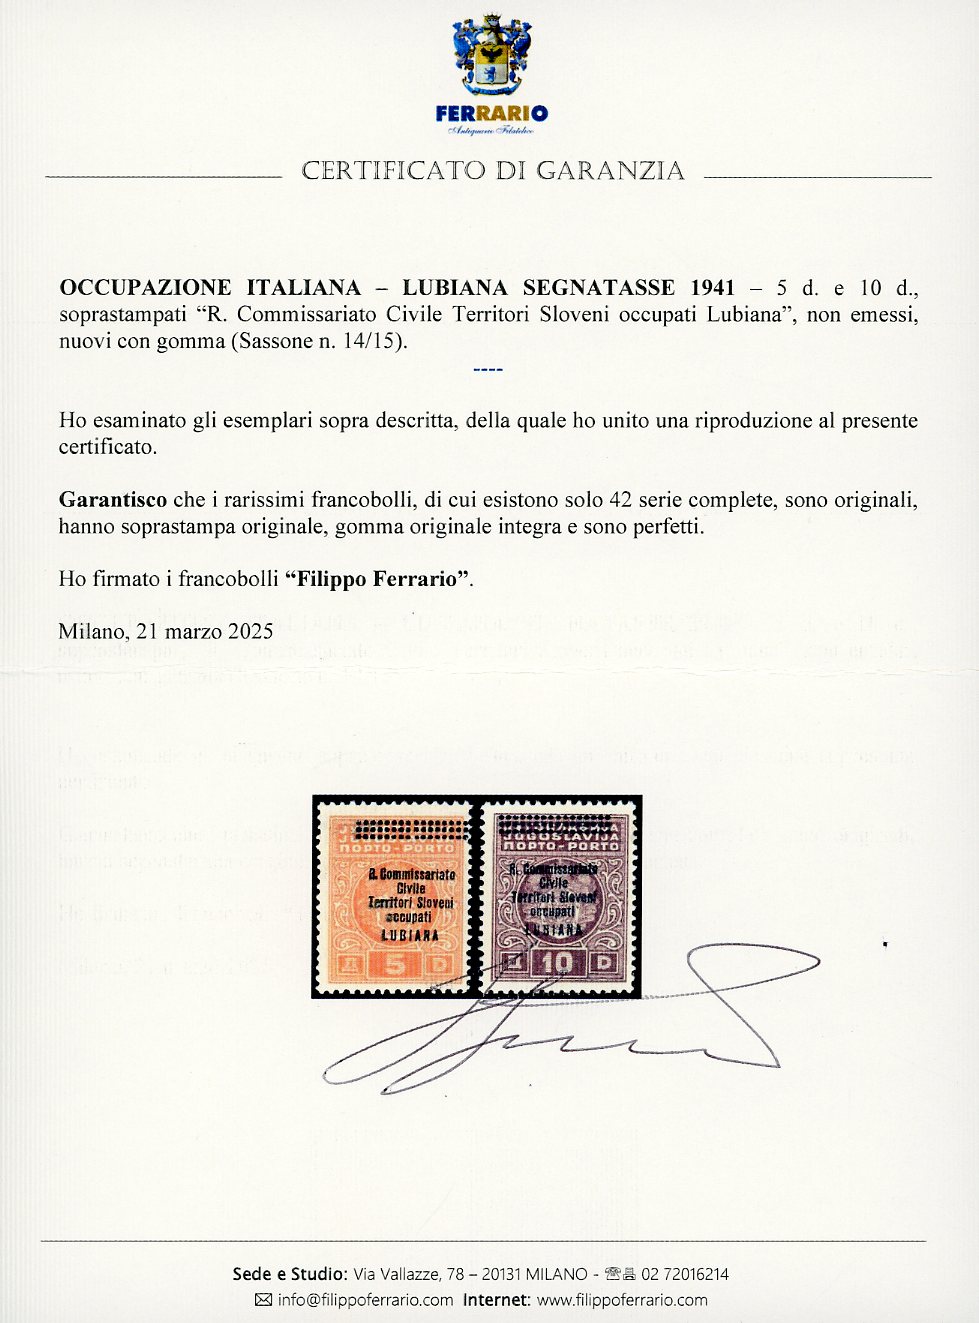 FERRARIO
Antiquario Filatelico
CERTIFICATO DI GARANZIA
OCCUPAZIONE ITALIANA – LUBIANA SEGNATASSE 1941 – 5 d. e 10 d.,
soprastampati “R. Commissariato Civile Territori Sloveni occupati Lubiana”, non emessi,
nuovi con gomma (Sassone n. 14/15).
----
Ho esaminato gli esemplari sopra descritta, della quale ho unito una riproduzione al presente
certificato.
Garantisco che i rarissimi francobolli, di cui esistono solo 42 serie complete, sono originali,
hanno soprastampa originale, gomma originale integra e sono perfetti.
Ho firmato i francobolli “Filippo Ferrario”.
Milano, 21 marzo 2025
ПОРТО-PORTO
R. Commissariato
Civile
Territori Sloveni
occupati
LUBIANA
Д 5 D
JUGOSLAVIJA
ПОРТО-PORTO
R. Commissariato
Civile
Territori Sloveni
occupati
LUBIANA
Д 10 D
Sede e Studio: Via Vallazze, 78 – 20131 MILANO - 02 72016214
info@filippoferrario.com Internet: www.filippoferrario.com